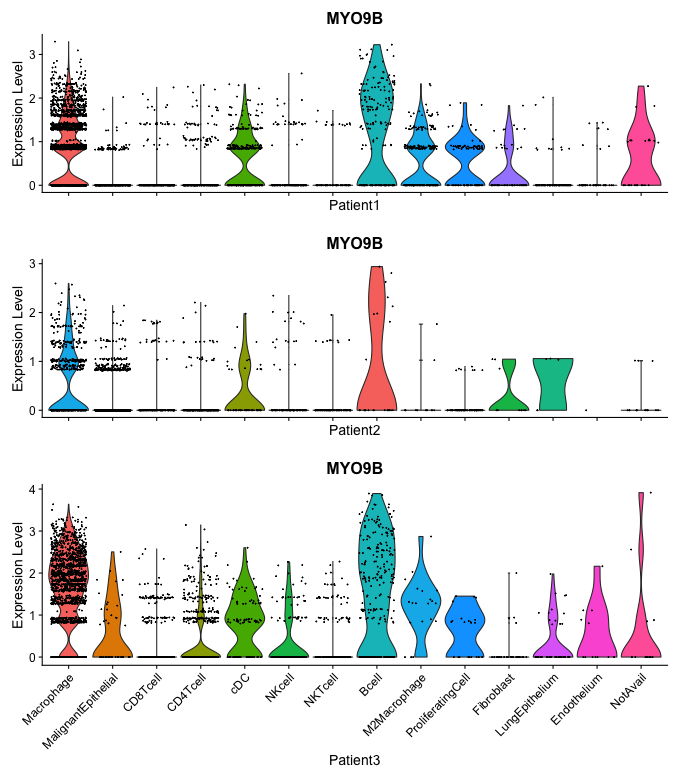 MYO9B
Expression Level
3
2
1
0
Patient1
MYO9B
Expression Level
3
2
1
0
Patient2
MYO9B
Expression Level
4
3
2
1
0
Macrophage
MalignantEpithelial
CD8Tcell
CD4Tcell
cDC
NKcell
NKTcell
Bcell
M2Macrophage
ProliferatingCell
Fibroblast
LungEpithelium
Endothelium
NotAvail
Patient3